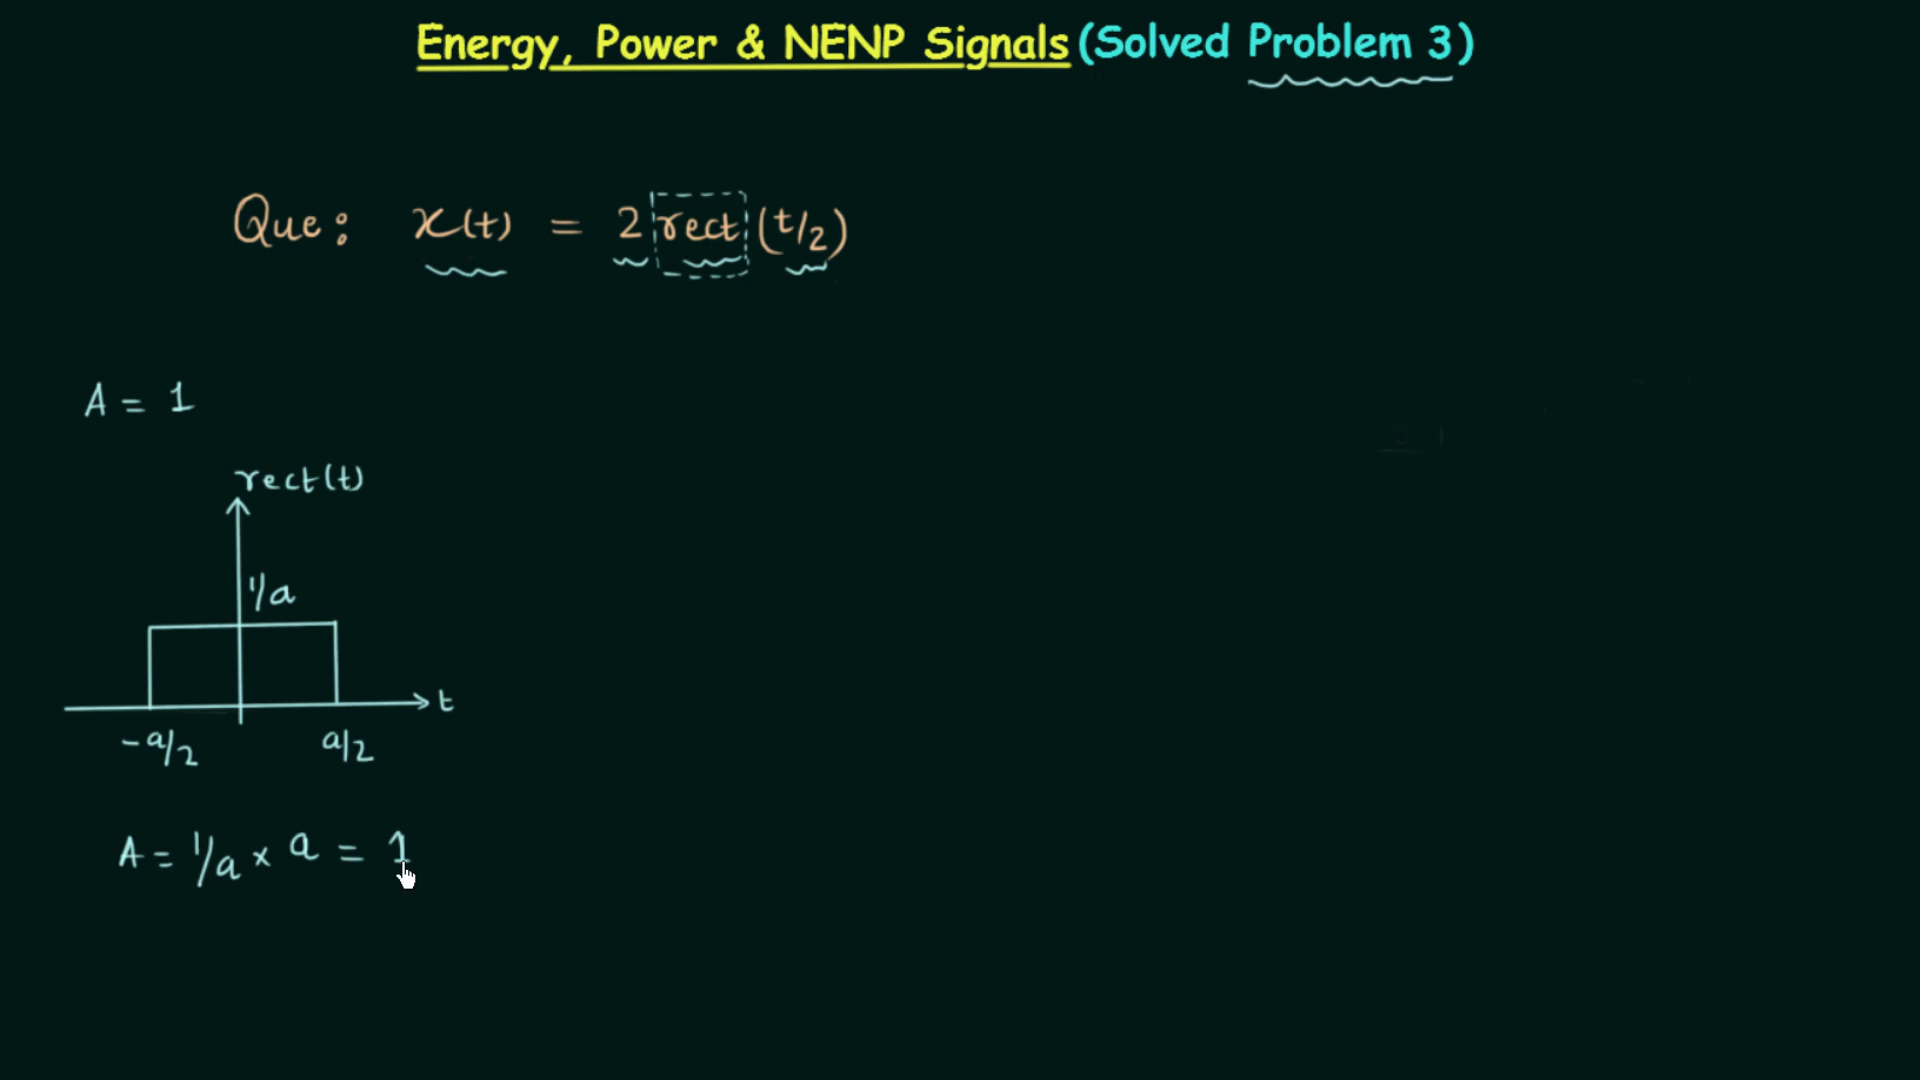 Energy, Power & NENP Signals (Solved Problem 3)
Que: x(t) = 2 rect (t/2)
A = 1
rect(t)
1/a
t
-a/2 a/2
A = 1/a × a = 1